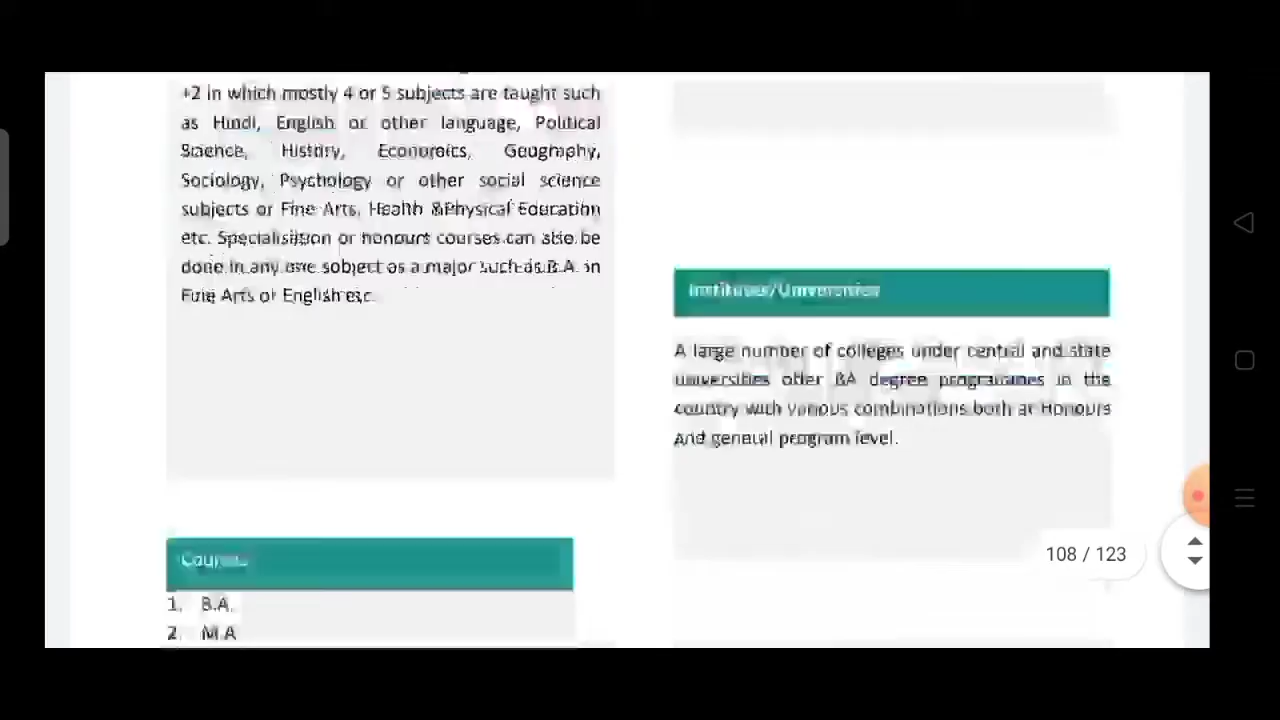 +2 in which mostly 4 or 5 subjects are taught such
as Hindi, English or other language, Political
Science, History, Economics, Geography,
Sociology, Psychology or other social science
subjects or Fine Arts, Health &Physical Education
etc. Specialisation or honours courses can also be
done in any one subject as a major such as B.A. in
Fine Arts or English etc.
Courses
1. B.A.
2. M.A
Institutes/Universities
A large number of colleges under central and state
universities offer BA degree programmes in the
country with various combinations both at Honours
and general program level.
108 / 123